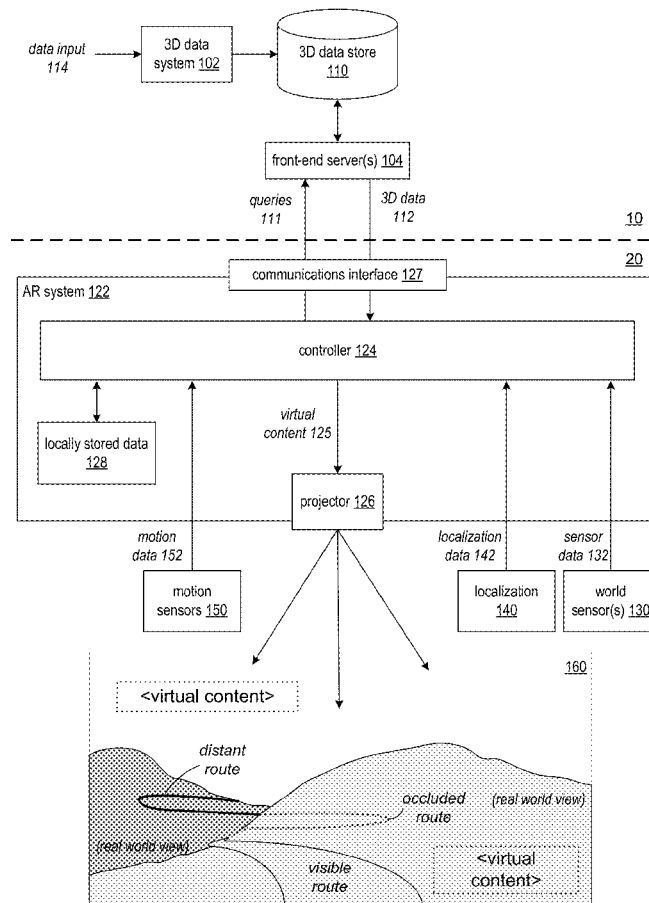 data input
114
3D data
system 102
3D data store
110
front-end server(s) 104
queries
111
3D data
112
10
20
communications interface 127
AR system 122
controller 124
locally stored data
128
virtual
content 125
projector 126
motion
data 152
localization
data 142
sensor
data 132
motion
sensors 150
localization
140
world
sensor(s) 130
160
<virtual content>
distant
route
occluded
route
(real world view)
(real world view)
visible
route
<virtual
content>